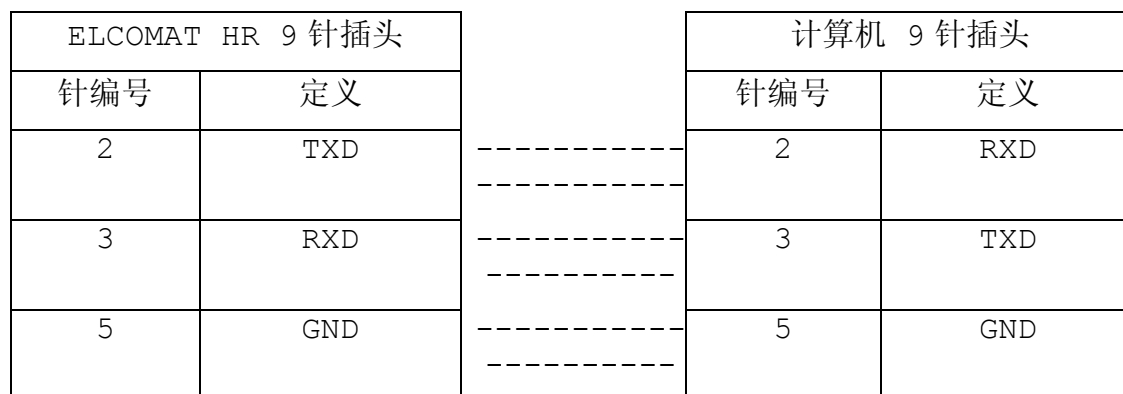 ELCOMAT HR 9 针插头 计算机 9 针插头
针编号 定义 针编号 定义
2 TXD ----------- 2 RXD
-----------
3 RXD ----------- 3 TXD
----------
5 GND ----------- 5 GND
----------